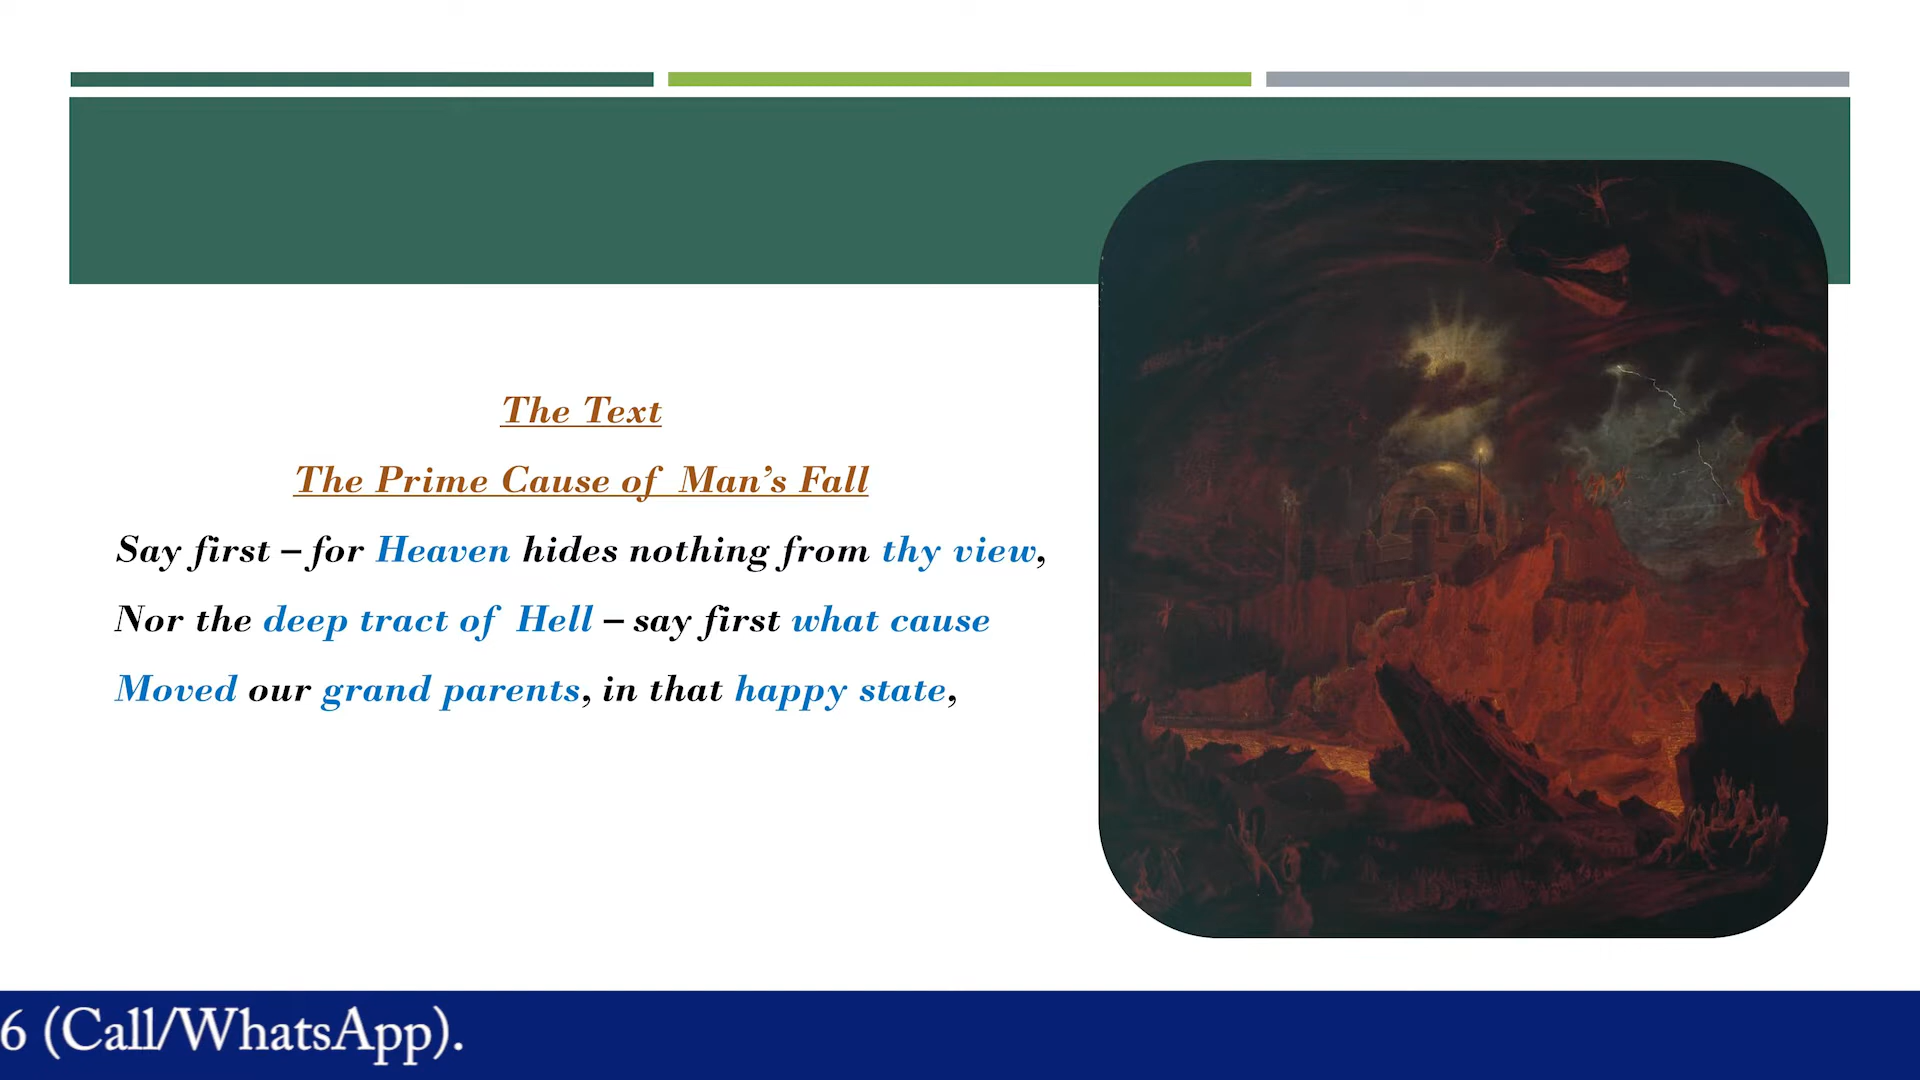 The Text
The Prime Cause of Man’s Fall
Say first – for Heaven hides nothing from thy view,
Nor the deep tract of Hell – say first what cause
Moved our grand parents, in that happy state,
6 (Call/WhatsApp).